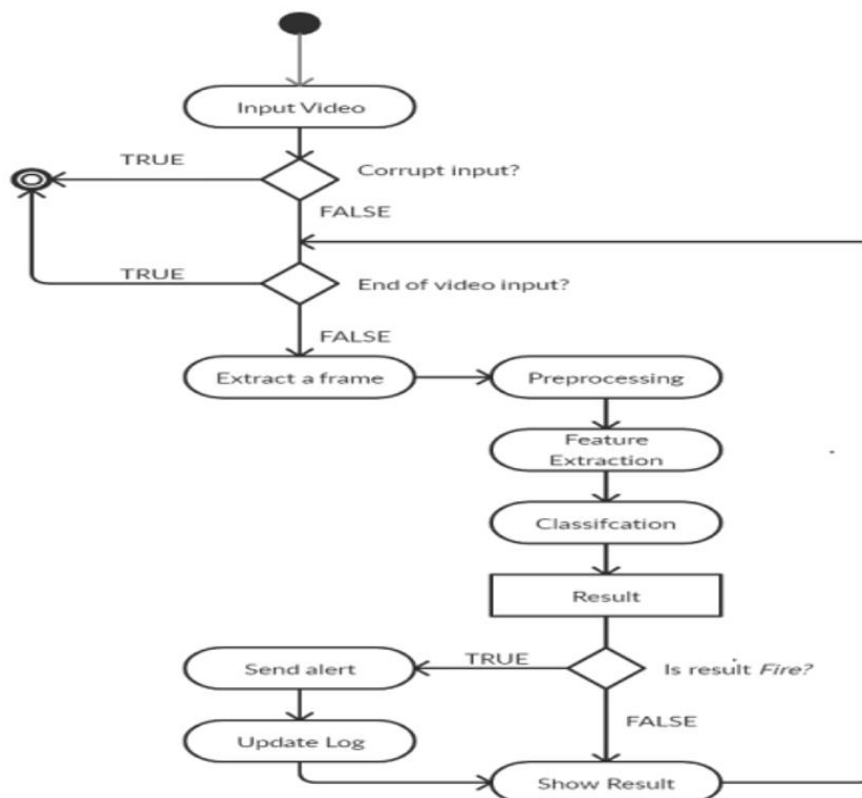 Input Video
TRUE
Corrupt input?
FALSE
TRUE
End of video input?
FALSE
Extract a frame
Preprocessing
Feature
Extraction
Classifcation
Result
TRUE
Is result Fire?
Send alert
FALSE
Update Log
Show Result